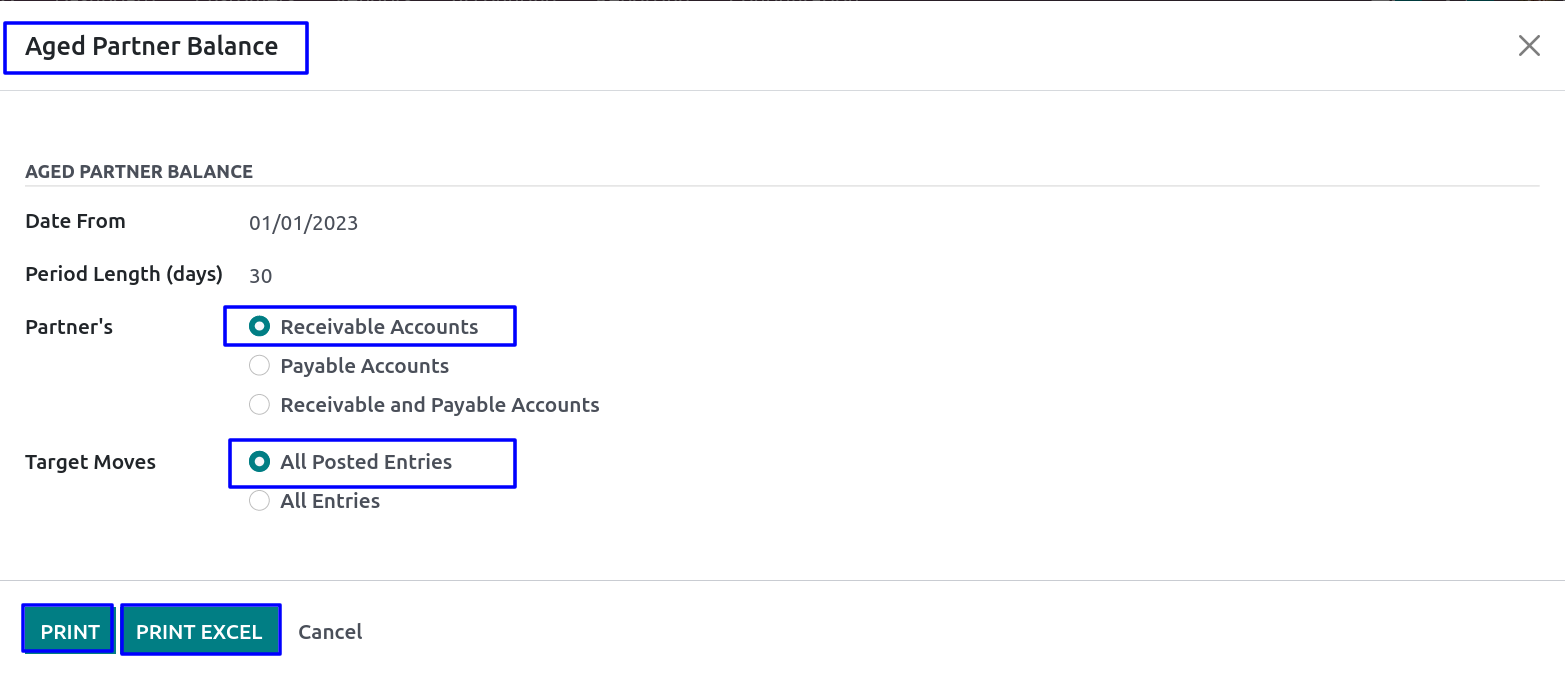 Aged Partner Balance
AGED PARTNER BALANCE
Date From 01/01/2023
Period Length (days) 30
Partner's Receivable Accounts
Payable Accounts
Receivable and Payable Accounts
Target Moves All Posted Entries
All Entries
PRINT PRINT EXCEL Cancel